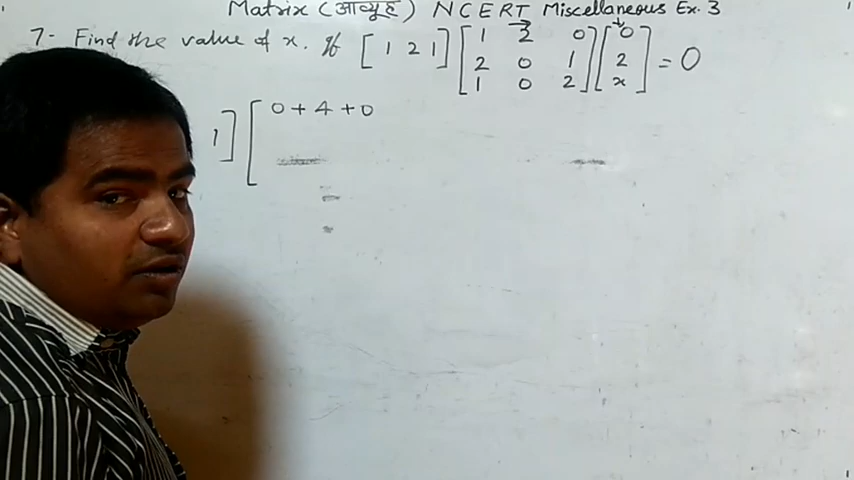 Matrix (आव्यूह) NCERT Miscellaneous Ex. 3
7- Find the value of x. If [ 1 2 1 ] [ 1 2 0 ] [ 0 ] = 0
[ 2 0 1 ] [ 2 ]
[ 1 0 2 ] [ x ]
1 ] [ 0 + 4 + 0